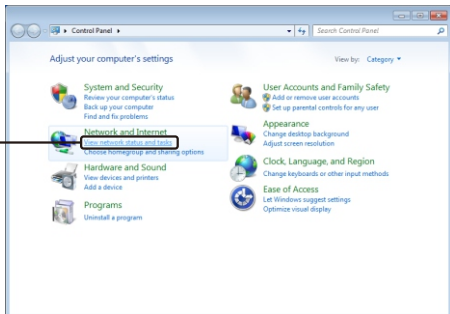 Control Panel
Search Control Panel
Adjust your computer's settings
View by: Category
System and Security
Review your computer's status
Back up your computer
Find and fix problems
Network and Internet
View network status and tasks
Choose homegroup and sharing options
Hardware and Sound
View devices and printers
Add a device
Programs
Uninstall a program
User Accounts and Family Safety
Add or remove user accounts
Set up parental controls for any user
Appearance
Change desktop background
Adjust screen resolution
Clock, Language, and Region
Change keyboards or other input methods
Ease of Access
Let Windows suggest settings
Optimize visual display